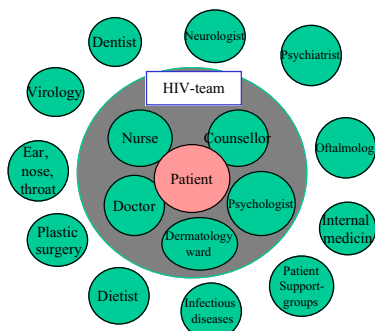 Neurologist
Dentist
Psychiatrist
Virology
HIV-team
Nurse
Counsellor
Ear,
nose,
throat
Oftalmolog
Patient
Doctor
Psychologist
Plastic
surgery
Dermatology
ward
Internal
medicin
Dietist
Patient
Support-
groups
Infectious
diseases